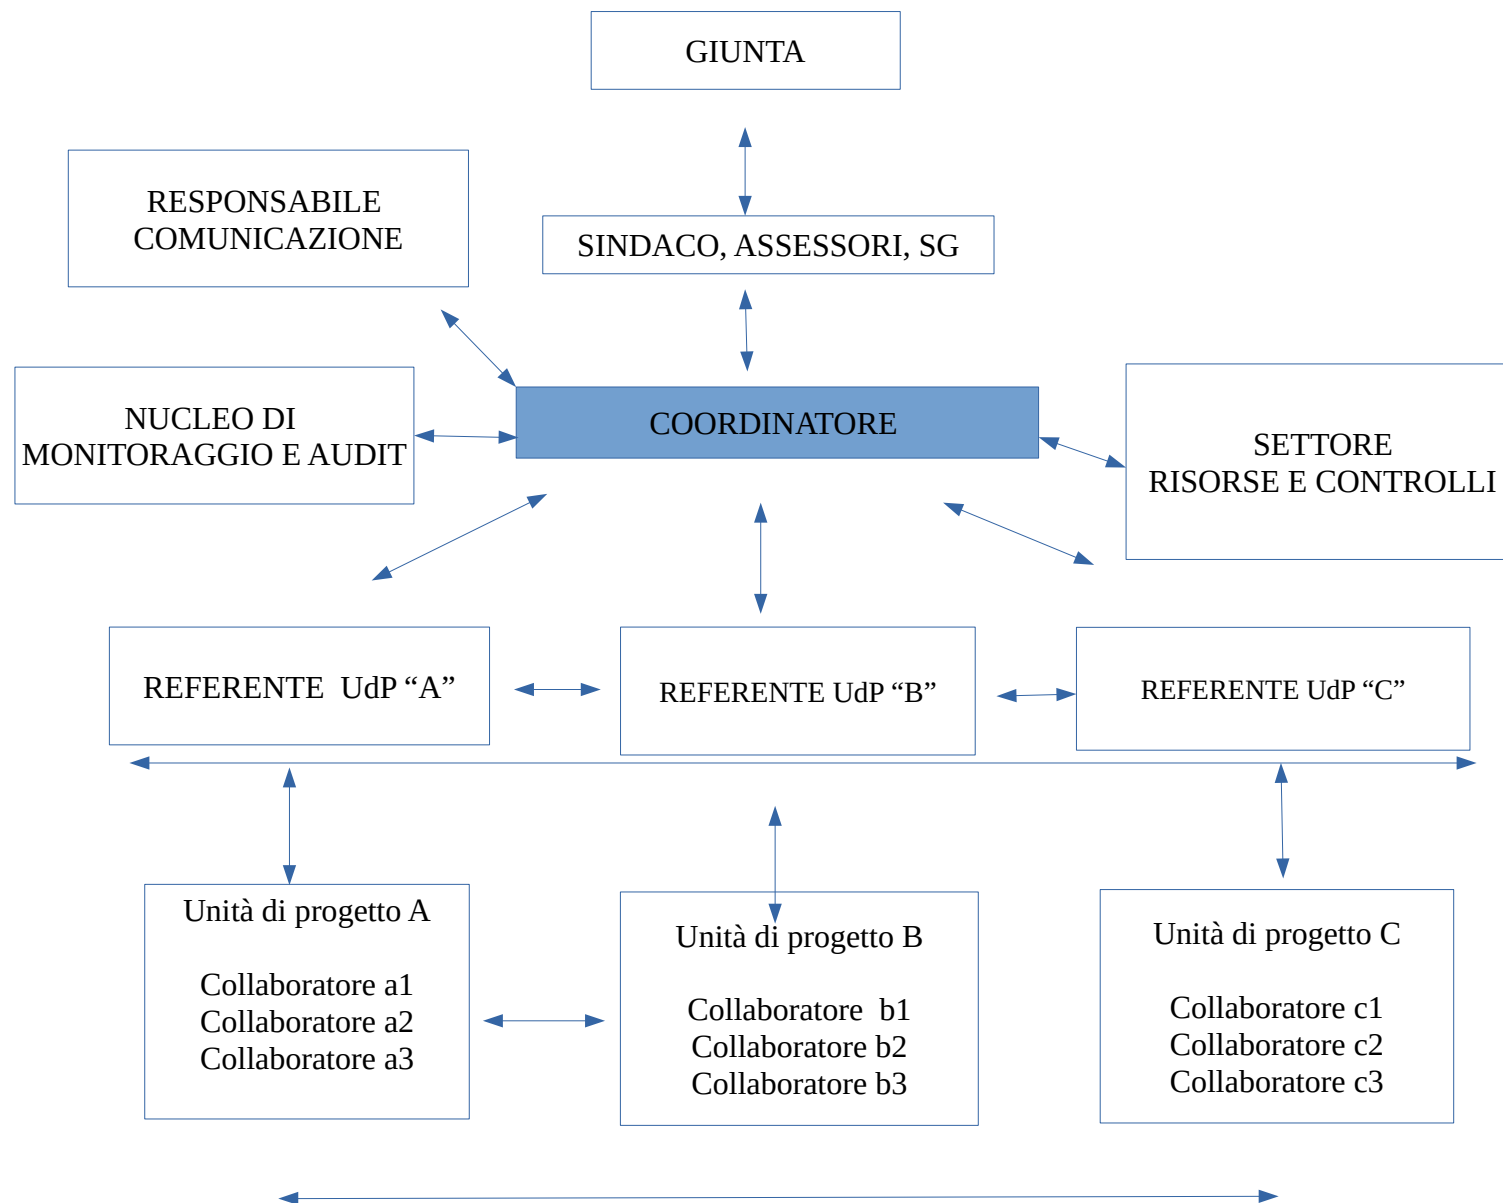 GIUNTA
RESPONSABILE
COMUNICAZIONE
SINDACO, ASSESSORI, SG
NUCLEO DI
MONITORAGGIO E AUDIT
COORDINATORE
SETTORE
RISORSE E CONTROLLI
REFERENTE UdP “A”
REFERENTE UdP “B”
REFERENTE UdP “C”
Unità di progetto A
Collaboratore a1
Collaboratore a2
Collaboratore a3
Unità di progetto B
Collaboratore b1
Collaboratore b2
Collaboratore b3
Unità di progetto C
Collaboratore c1
Collaboratore c2
Collaboratore c3